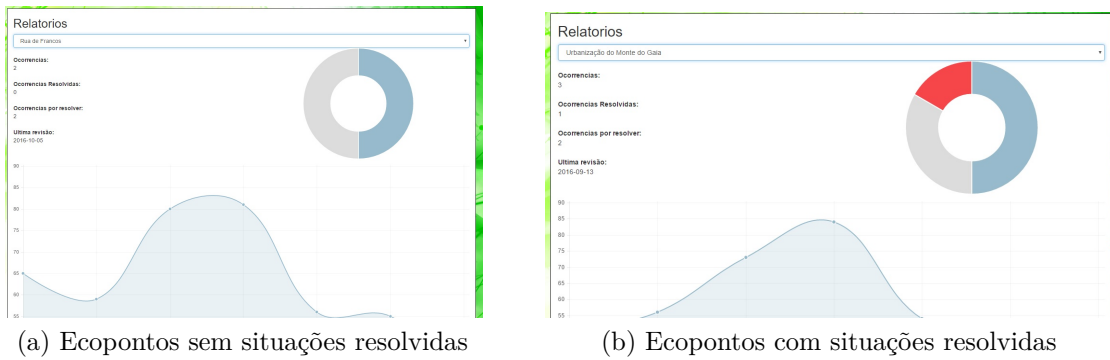 Relatorios
Rua de Francos
Ocorrencias:
2
Ocorrencias Resolvidas:
0
Ocorrencias por resolver:
2
Ultima revisão:
2016-10-05
90
85
80
75
70
65
60
55
(a) Ecopontos sem situações resolvidas
Relatorios
Urbanização do Monte do Gaia
Ocorrencias:
3
Ocorrencias Resolvidas:
1
Ocorrencias por resolver:
2
Ultima revisão:
2016-09-13
90
85
80
75
70
65
60
55
(b) Ecopontos com situações resolvidas